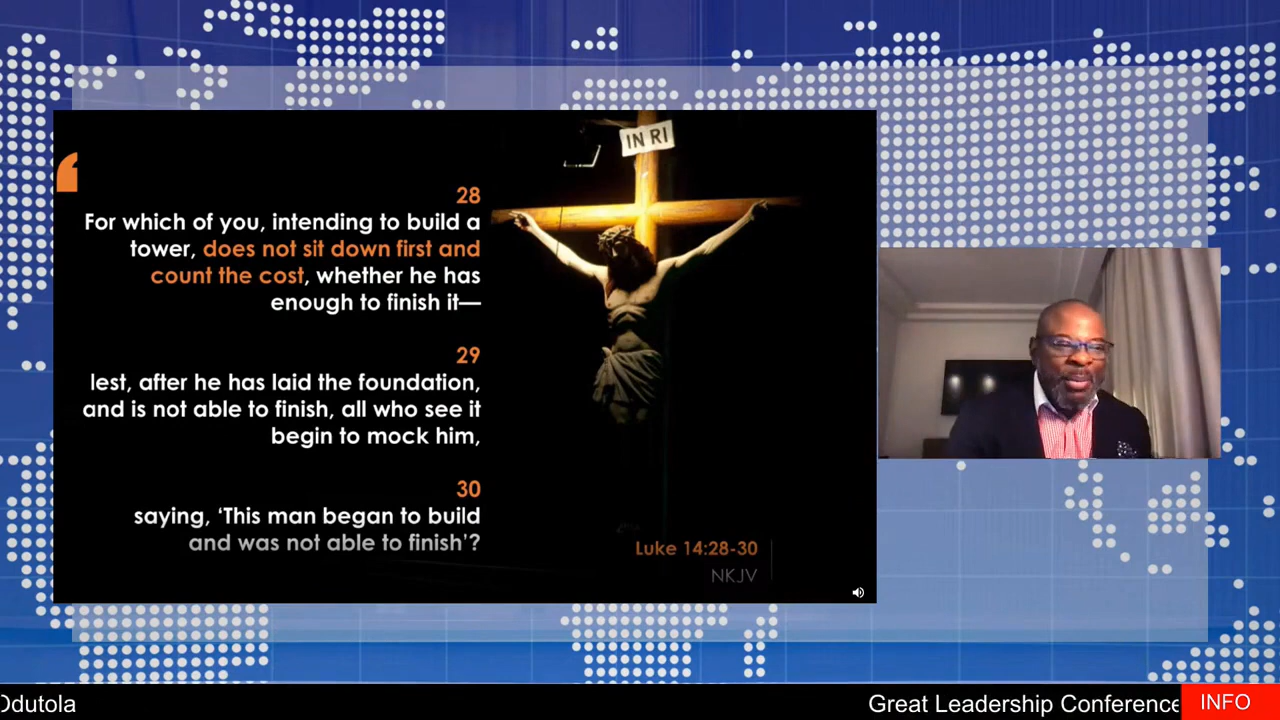 IN RI
28
For which of you, intending to build a
tower, does not sit down first and
count the cost, whether he has
enough to finish it—
29
lest, after he has laid the foundation,
and is not able to finish, all who see it
begin to mock him,
30
saying, ‘This man began to build
and was not able to finish’?
Luke 14:28-30
NKJV
Odutola
Great Leadership Conference
INFO